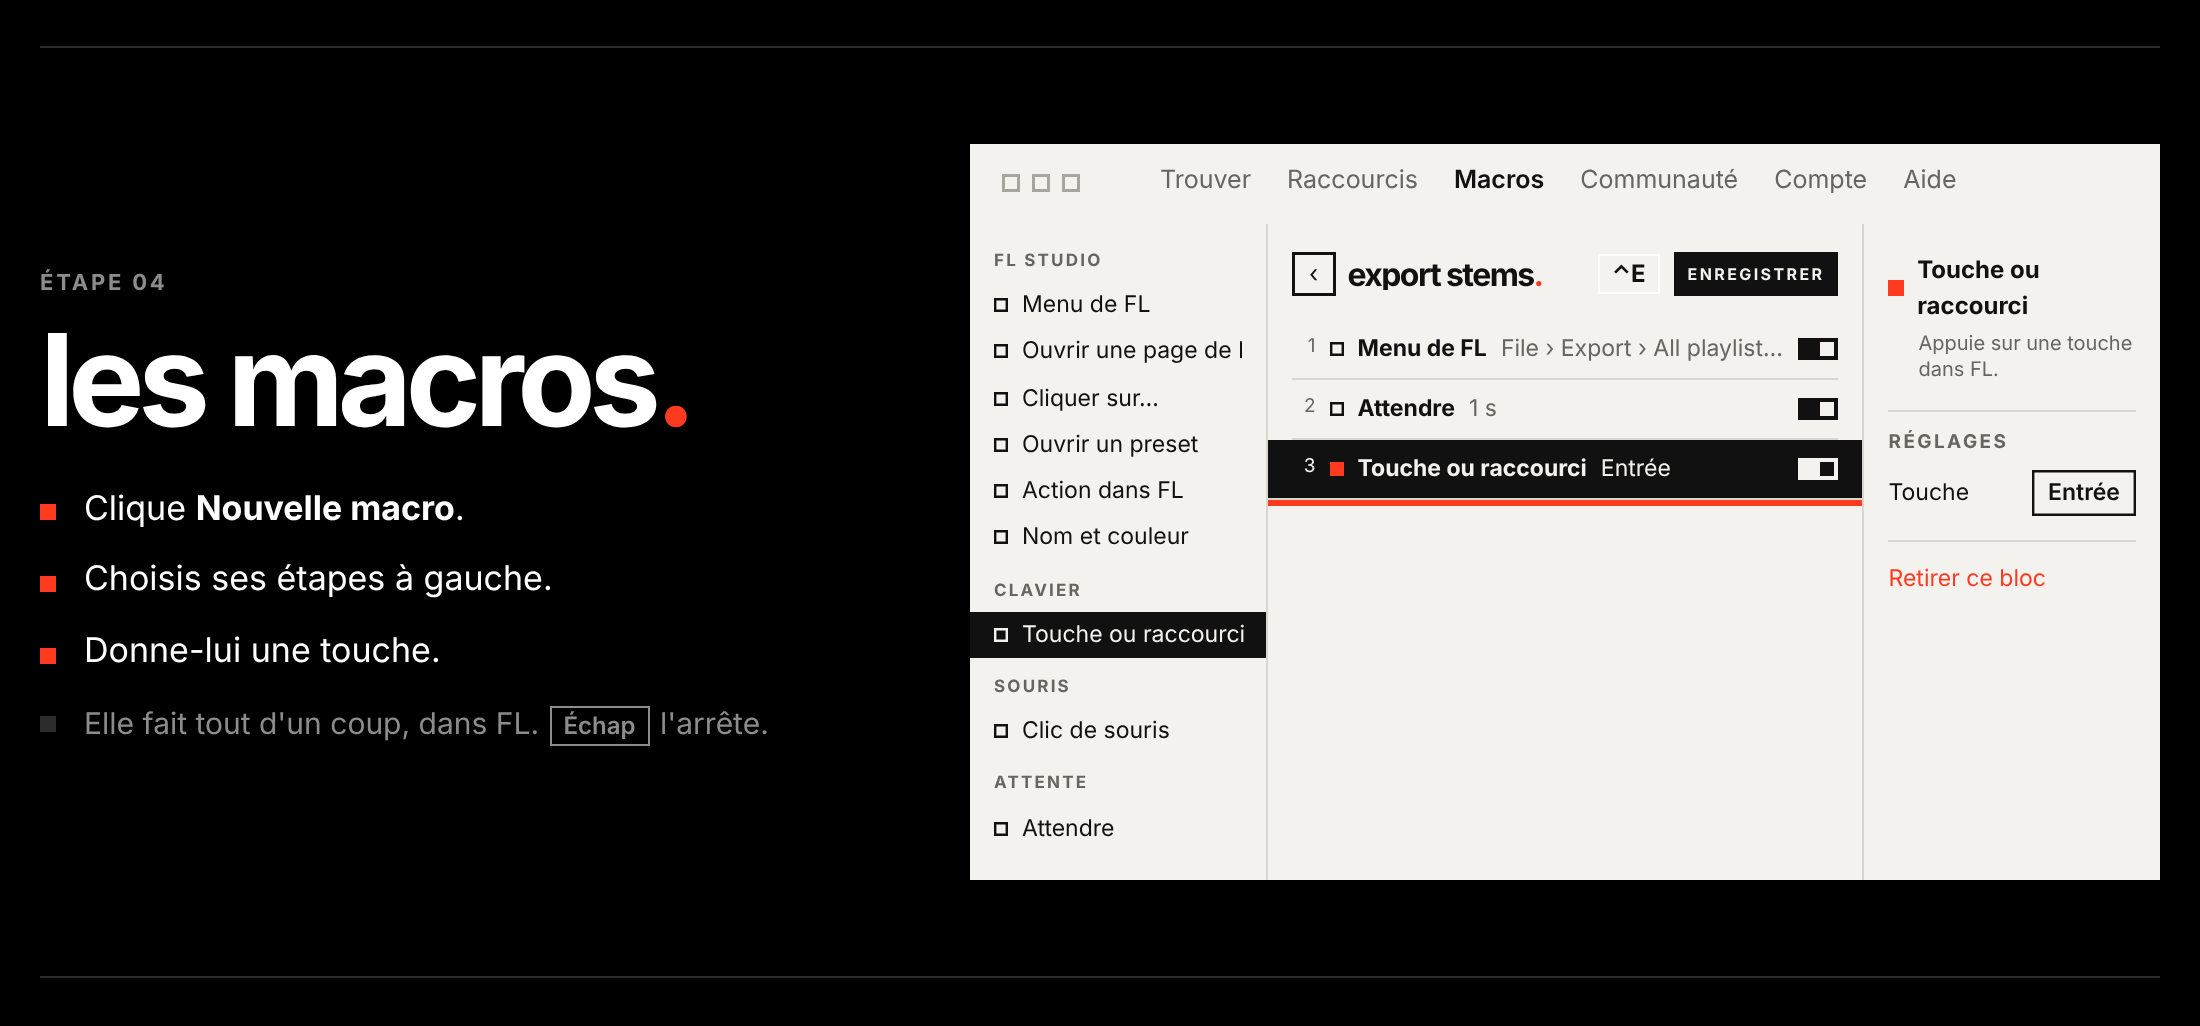 ÉTAPE 04
les macros.
Clique Nouvelle macro.
Choisis ses étapes à gauche.
Donne-lui une touche.
Elle fait tout d'un coup, dans FL. Échap l'arrête.
Trouver Raccourcis Macros Communauté Compte Aide
FL STUDIO
Menu de FL
Ouvrir une page de l
Cliquer sur...
Ouvrir un preset
Action dans FL
Nom et couleur
CLAVIER
Touche ou raccourci
SOURIS
Clic de souris
ATTENTE
Attendre
‹ export stems. ^E ENREGISTRER
1 Menu de FL File › Export › All playlist...
2 Attendre 1 s
3 Touche ou raccourci Entrée
Touche ou
raccourci
Appuie sur une touche
dans FL.
RÉGLAGES
Touche Entrée
Retirer ce bloc